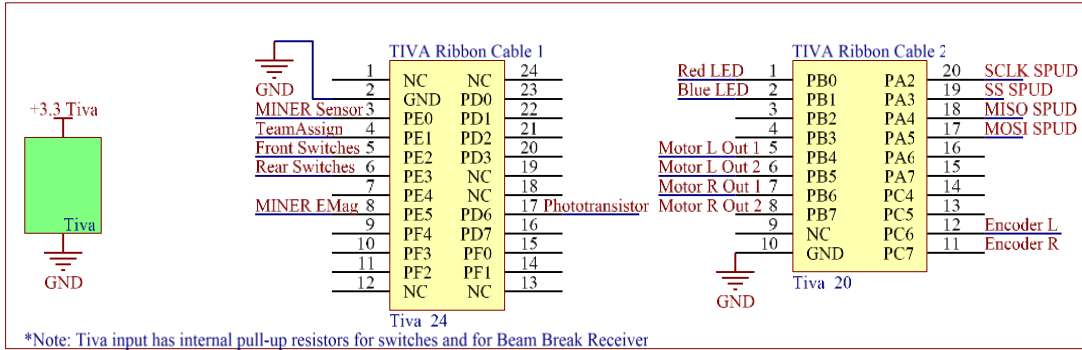 +3.3 Tiva
Tiva
GND
GND
TIVA Ribbon Cable 1
1 NC NC 24
2 GND PD0 23
MINER Sensor 3 PE0 PD1 22
TeamAssign 4 PE1 PD2 21
Front Switches 5 PE2 PD3 20
Rear Switches 6 PE3 NC 19
7 PE4 NC 18
MINER EMag 8 PE5 PD6 17 Phototransistor
9 PF4 PD7 16
10 PF3 PF0 15
11 PF2 PF1 14
12 NC NC 13
Tiva 24
TIVA Ribbon Cable 2
Red LED 1 PB0 PA2 20 SCLK SPUD
Blue LED 2 PB1 PA3 19 SS SPUD
3 PB2 PA4 18 MISO SPUD
4 PB3 PA5 17 MOSI SPUD
Motor L Out 1 5 PB4 PA6 16
Motor L Out 2 6 PB5 PA7 15
Motor R Out 1 7 PB6 PC4 14
Motor R Out 2 8 PB7 PC5 13
9 NC PC6 12 Encoder L
10 GND PC7 11 Encoder R
GND
Tiva 20
*Note: Tiva input has internal pull-up resistors for switches and for Beam Break Receiver